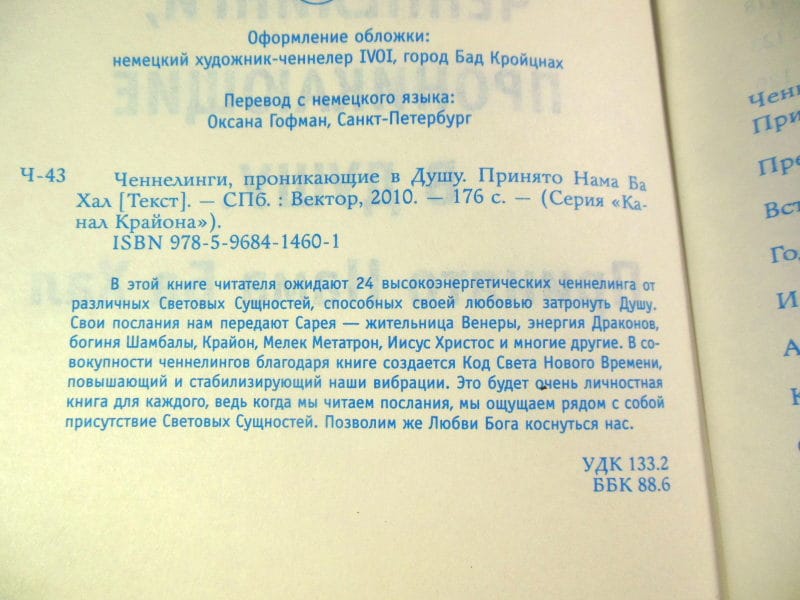 Оформление обложки:
немецкий художник-ченнелер IVOI, город Бад Кройцнах
Перевод с немецкого языка:
Оксана Гофман, Санкт-Петербург
Ч-43
Ченнелинги, проникающие в Душу. Принято Нама Ба
Хал [Текст]. — СПб. : Вектор, 2010. — 176 с. — (Серия «Ка-
нал Крайона»).
ISBN 978-5-9684-1460-1
В этой книге читателя ожидают 24 высокоэнергетических ченнелинга от
различных Световых Сущностей, способных своей любовью затронуть Душу.
Свои послания нам передают Сарея — жительница Венеры, энергия Драконов,
богиня Шамбалы, Крайон, Мелек Метатрон, Иисус Христос и многие другие. В со-
вокупности ченнелингов благодаря книге создается Код Света Нового Времени,
повышающий и стабилизирующий наши вибрации. Это будет очень личностная
книга для каждого, ведь когда мы читаем послания, мы ощущаем рядом с собой
присутствие Световых Сущностей. Позволим же Любви Бога коснуться нас.
УДК 133.2
ББК 88.6